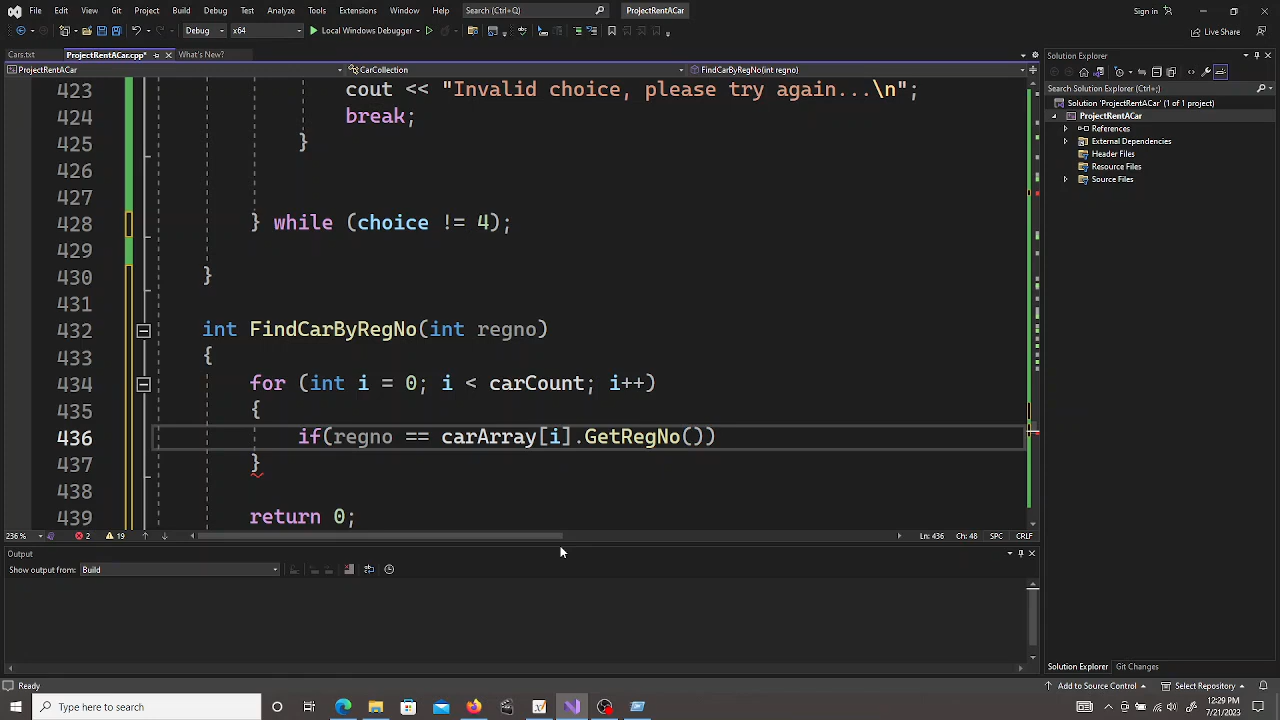 File Edit View Git Project Build Debug Test Analyze Tools Extensions Window Help Search (Ctrl+Q) ProjectRentACar Sign in
Debug x64 Local Windows Debugger Live Share
Cars.txt ProjectRentACar.cpp* What's New?
ProjectRentACar CarCollection FindCarByRegNo(int regno)
423 cout << "Invalid choice, please try again...\n";
424 break;
425 }
426
427
428 } while (choice != 4);
429
430 }
431
432 int FindCarByRegNo(int regno)
433 {
434 for (int i = 0; i < carCount; i++)
435 {
436 if(regno == carArray[i].GetRegNo())
437 }
438
439 return 0;
236 % 2 19 Ln: 436 Ch: 48 SPC CRLF
Output
Show output from: Build
Solution Explorer
Search Solution Explorer (Ctrl+;)
Solution 'ProjectRentACar' (1 of 1 project)
ProjectRentACar
References
External Dependencies
Header Files
Resource Files
Source Files
Solution Explorer Git Changes
Ready Add to Source Control Select Repository
Type here to search
12:29 PM
7/21/2023